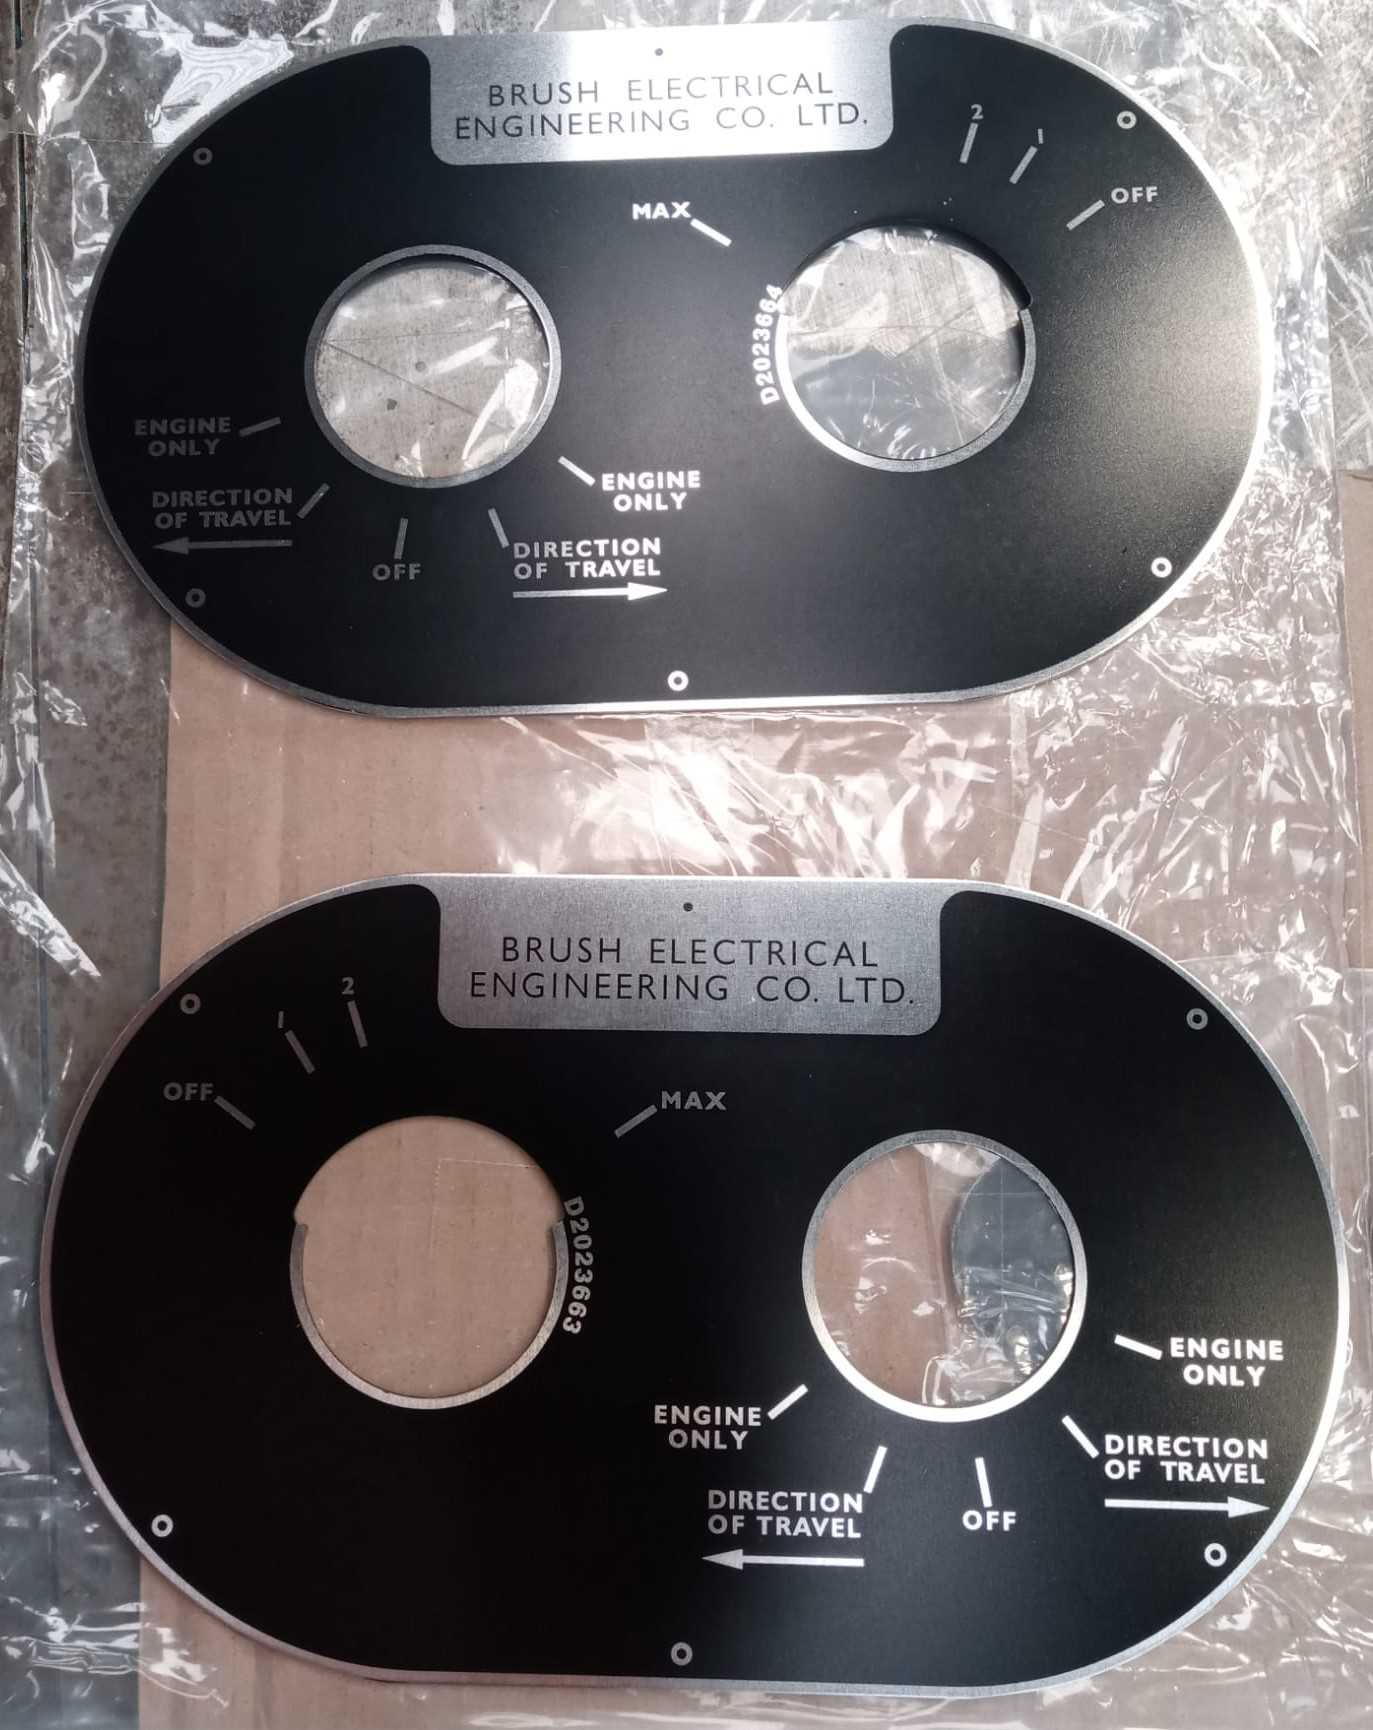 BRUSH ELECTRICAL
ENGINEERING CO. LTD.
2
1
OFF
MAX
D2023664
ENGINE
ONLY
DIRECTION
OF TRAVEL
OFF
ENGINE
ONLY
DIRECTION
OF TRAVEL
BRUSH ELECTRICAL
ENGINEERING CO. LTD.
2
1
OFF
MAX
D2023663
ENGINE
ONLY
DIRECTION
OF TRAVEL
OFF
ENGINE
ONLY
DIRECTION
OF TRAVEL